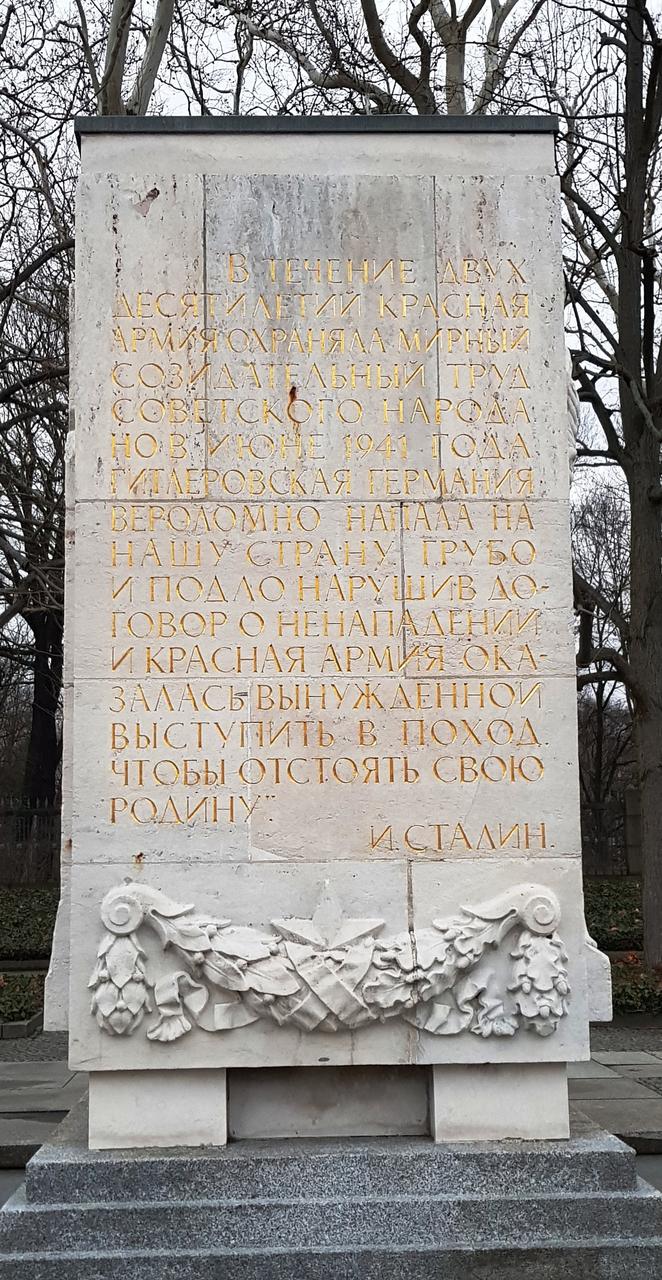 "В ТЕЧЕНИЕ ДВУХ
ДЕСЯТИЛЕТИЙ КРАСНАЯ
АРМИЯ ОХРАНЯЛА МИРНЫЙ
СОЗИДАТЕЛЬНЫЙ ТРУД
СОВЕТСКОГО НАРОДА
НО В ИЮНЕ 1941 ГОДА
ГИТЛЕРОВСКАЯ ГЕРМАНИЯ
ВЕРОЛОМНО НАПАЛА НА
НАШУ СТРАНУ, ГРУБО
И ПОДЛО НАРУШИВ ДО-
ГОВОР О НЕНАПАДЕНИИ
И КРАСНАЯ АРМИЯ ОКА-
ЗАЛАСЬ ВЫНУЖДЕННОЙ
ВЫСТУПИТЬ В ПОХОД,
ЧТОБЫ ОТСТОЯТЬ СВОЮ
РОДИНУ"
И. СТАЛИН.